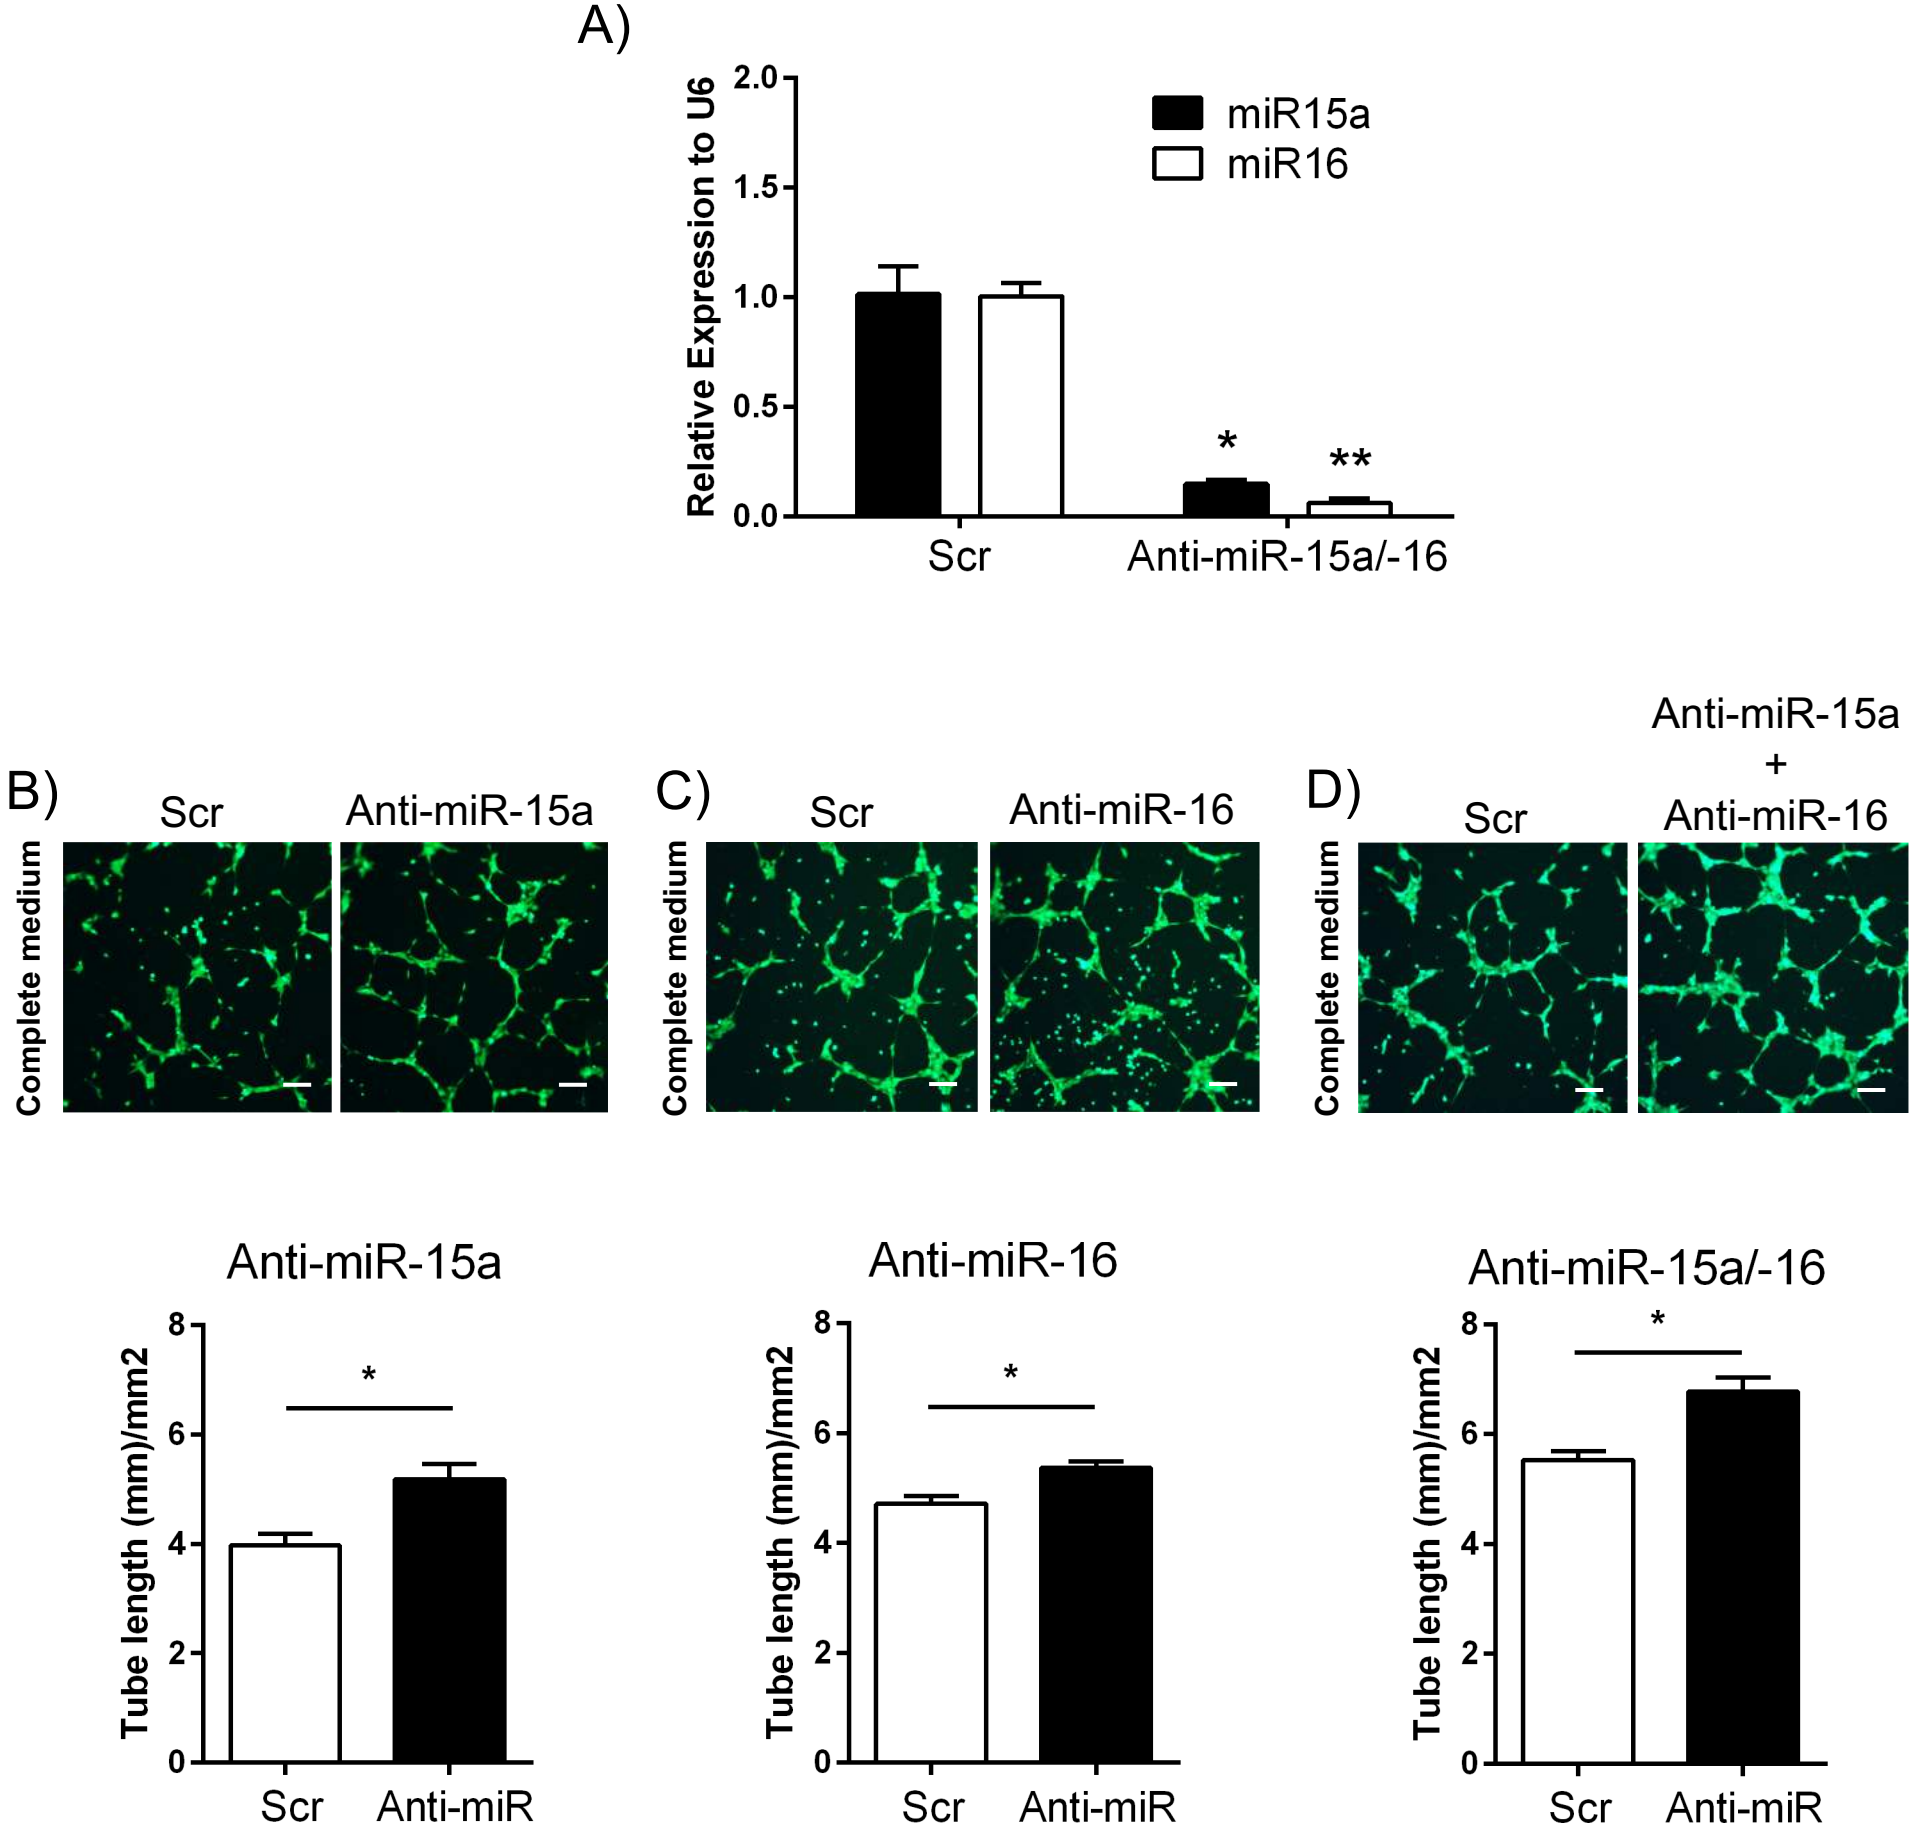 A)
Relative Expression to U6
2.0
1.5
1.0
0.5
0.0
miR15a
miR16
*
**
Scr
Anti-miR-15a/-16
B)
Scr
Anti-miR-15a
Complete medium
C)
Scr
Anti-miR-16
Complete medium
D)
Scr
Anti-miR-15a
+
Anti-miR-16
Complete medium
Anti-miR-15a
Tube length (mm)/mm2
8
6
4
2
0
*
Scr
Anti-miR
Anti-miR-16
Tube length (mm)/mm2
8
6
4
2
0
*
Scr
Anti-miR
Anti-miR-15a/-16
Tube length (mm)/mm2
8
6
4
2
0
*
Scr
Anti-miR